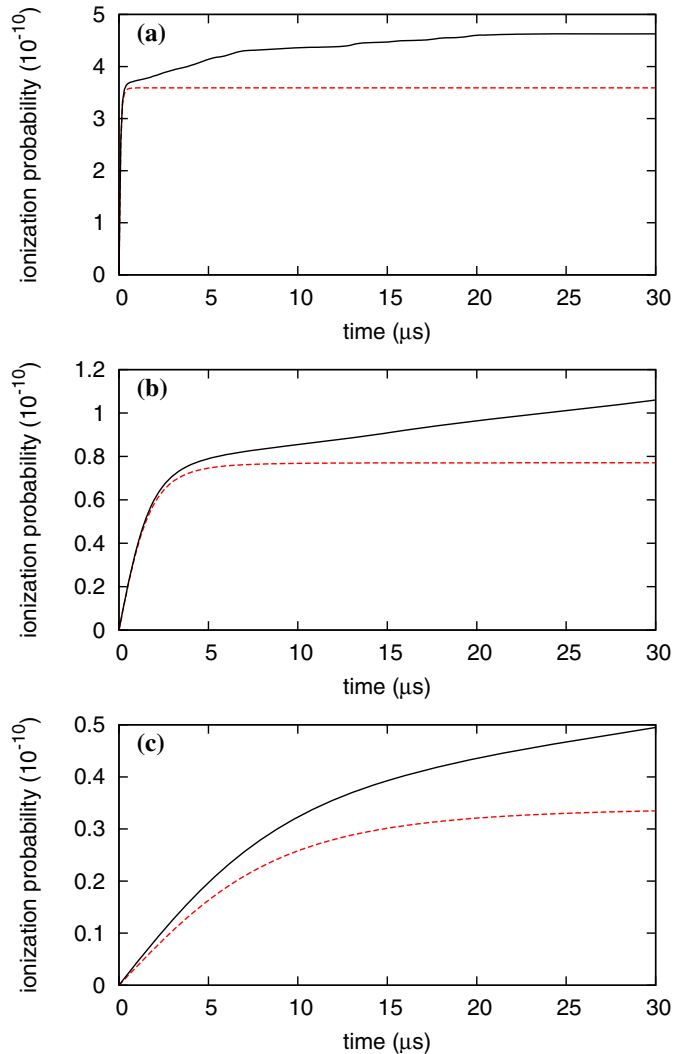 (a)
ionization probability (10⁻¹⁰)
5
4
3
2
1
0
0 5 10 15 20 25 30
time (μs)
(b)
ionization probability (10⁻¹⁰)
1.2
1
0.8
0.6
0.4
0.2
0
0 5 10 15 20 25 30
time (μs)
(c)
ionization probability (10⁻¹⁰)
0.5
0.4
0.3
0.2
0.1
0
0 5 10 15 20 25 30
time (μs)